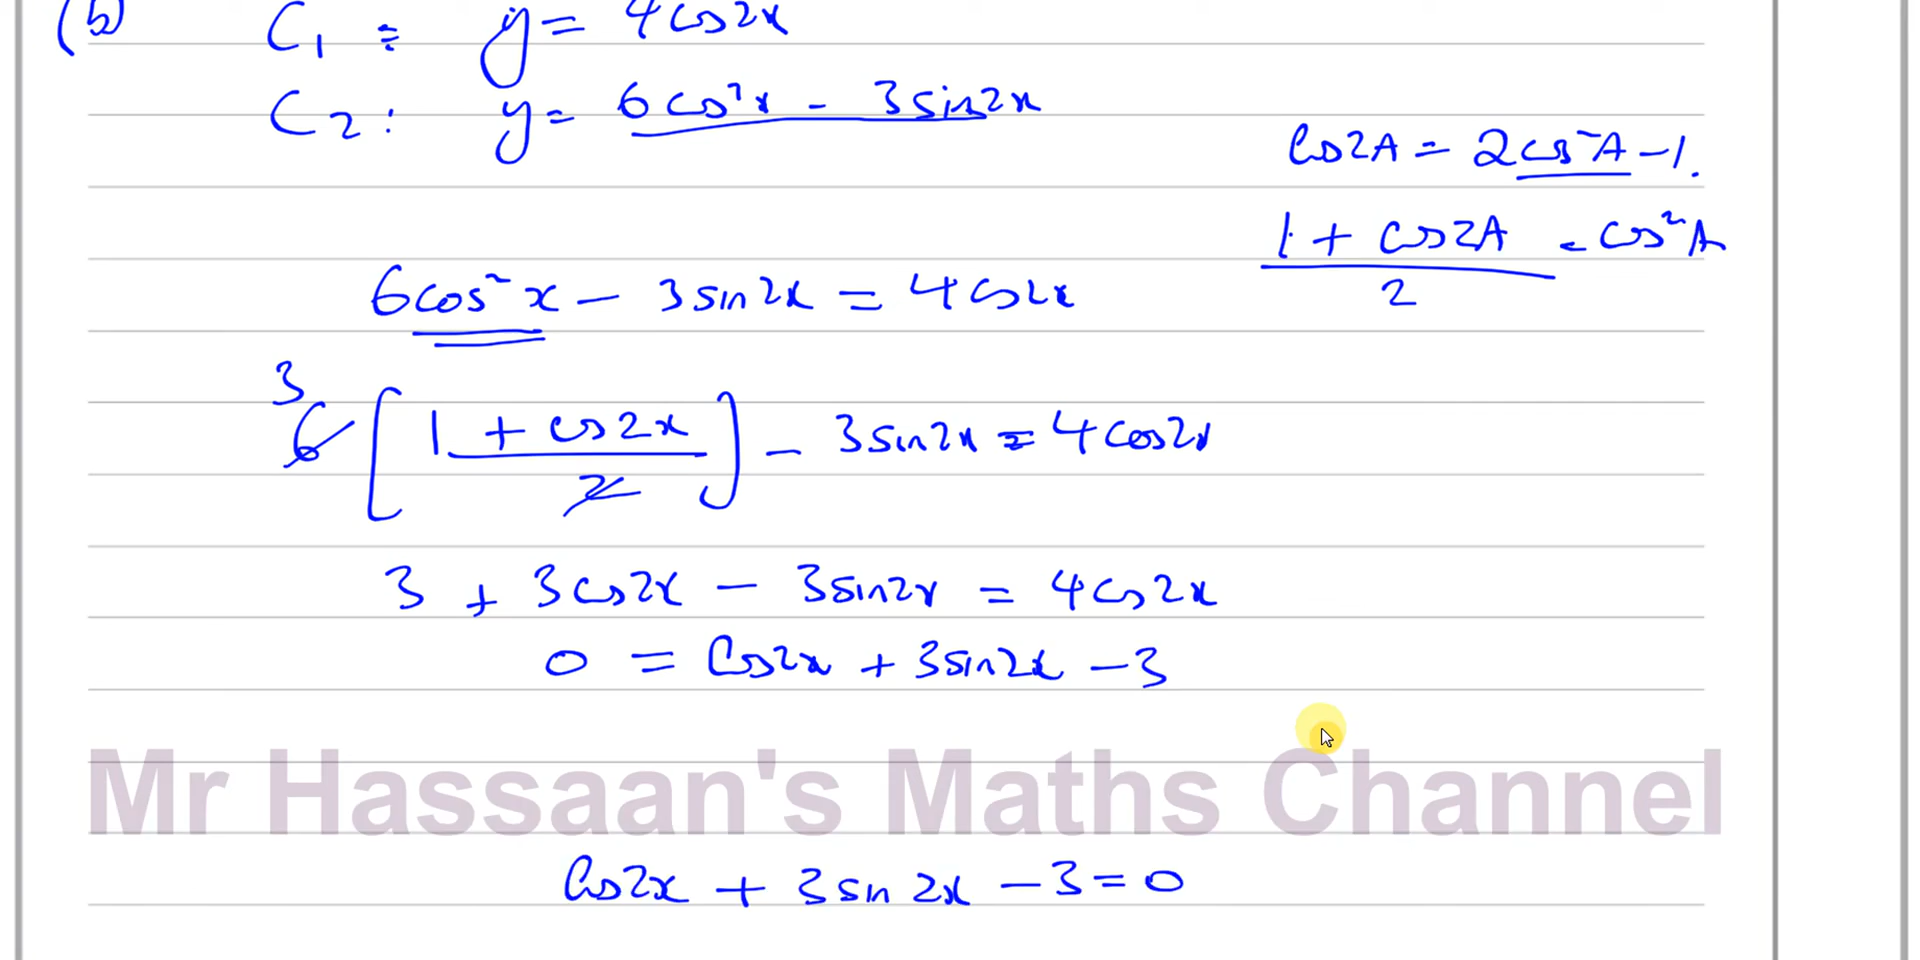 (b) C₁ : y = 4cos2x
C₂ : y = 6cos²x - 3sin2x
cos2A = 2cos²A - 1.
1 + cos2A / 2 = cos²A
6cos²x - 3sin2x = 4cos2x
3
6 [ 1 + cos2x / 2 ] - 3sin2x = 4cos2x
3 + 3cos2x - 3sin2x = 4cos2x
0 = cos2x + 3sin2x - 3
Mr Hassaan's Maths Channel
cos2x + 3sin2x - 3 = 0